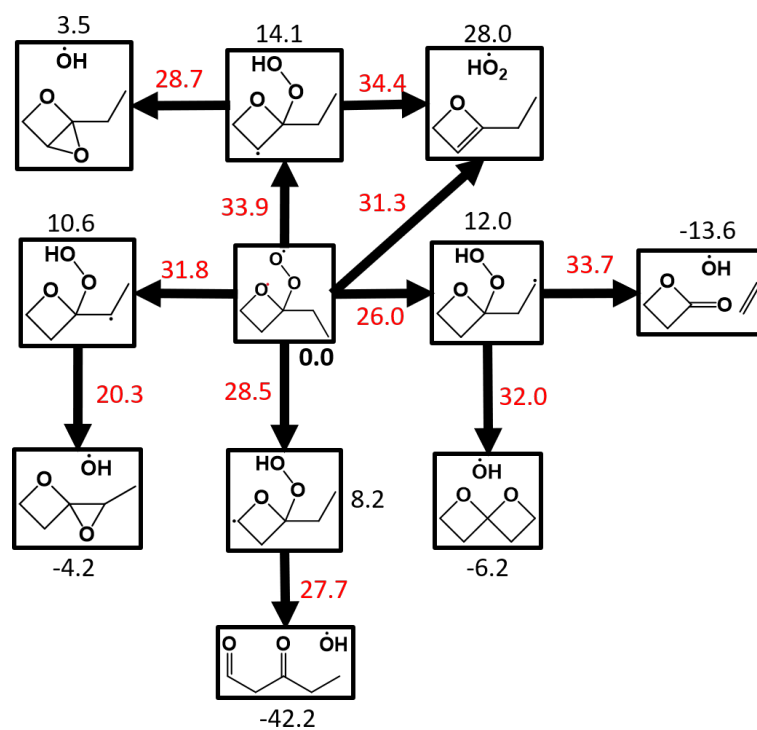 3.5
14.1
28.0
ȮH
HO
HȮ2
O
O
O
O
28.7
34.4
O
33.9
31.3
10.6
12.0
-13.6
HO
31.8
O
O
HO
33.7
ȮH
O
O
O
O
O
O
O
O
26.0
0.0
20.3
28.5
32.0
ȮH
HO
ȮH
O
O
O
O
O
O
8.2
-4.2
-6.2
27.7
O
O
ȮH
-42.2